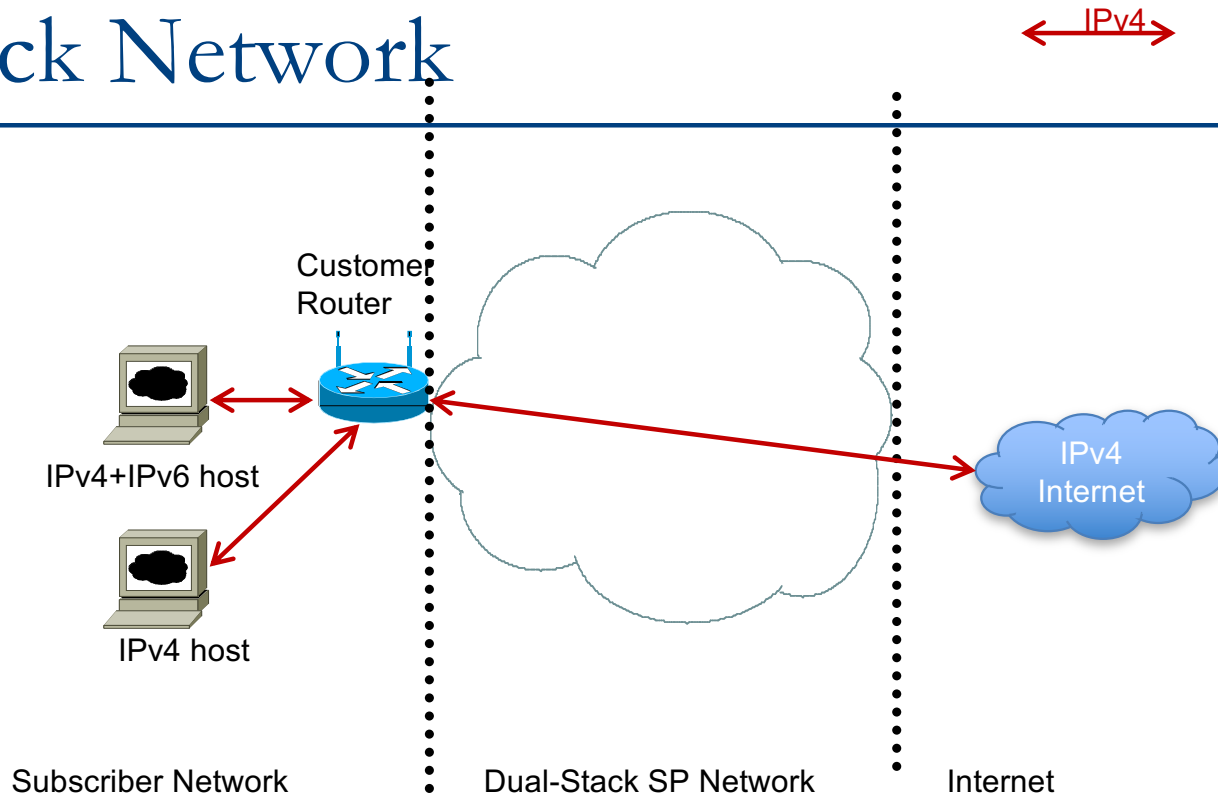 ck Network
IPv4
Customer
Router
IPv4+IPv6 host
IPv4
Internet
IPv4 host
Subscriber Network
Dual-Stack SP Network
Internet